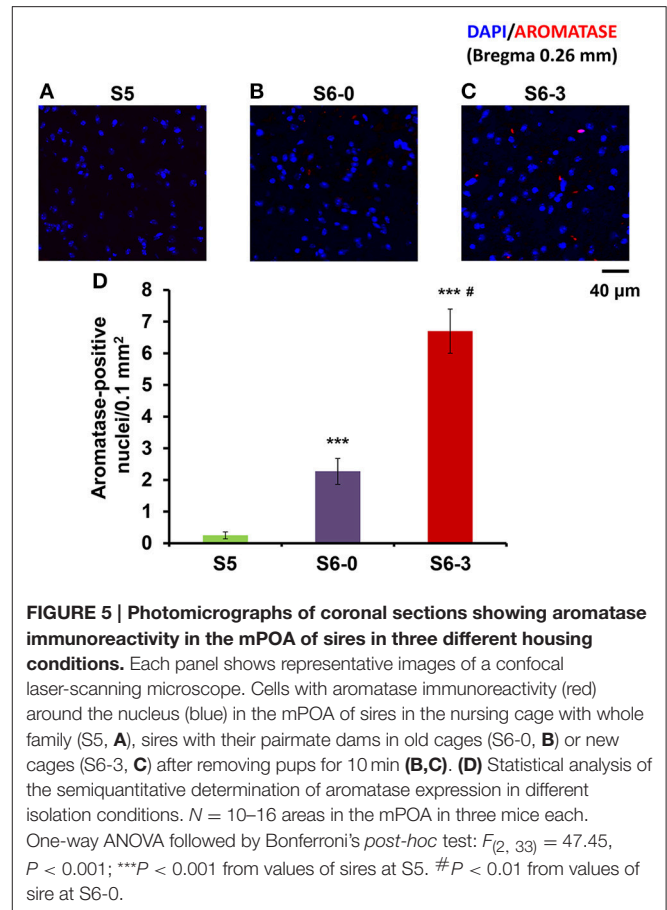 DAPI/AROMATASE
(Bregma 0.26 mm)
A S5
B S6-0
C S6-3
40 µm
D
Aromatase-positive
nuclei/0.1 mm²
8
7
6
5
4
3
2
1
0
***
*** #
S5 S6-0 S6-3
FIGURE 5 | Photomicrographs of coronal sections showing aromatase
immunoreactivity in the mPOA of sires in three different housing
conditions. Each panel shows representative images of a confocal
laser-scanning microscope. Cells with aromatase immunoreactivity (red)
around the nucleus (blue) in the mPOA of sires in the nursing cage with whole
family (S5, A), sires with their pairmate dams in old cages (S6-0, B) or new
cages (S6-3, C) after removing pups for 10 min (B,C). (D) Statistical analysis of
the semiquantitative determination of aromatase expression in different
isolation conditions. N = 10–16 areas in the mPOA in three mice each.
One-way ANOVA followed by Bonferroni's post-hoc test: F(2, 33) = 47.45,
P < 0.001; ***P < 0.001 from values of sires at S5. #P < 0.01 from values of
sire at S6-0.